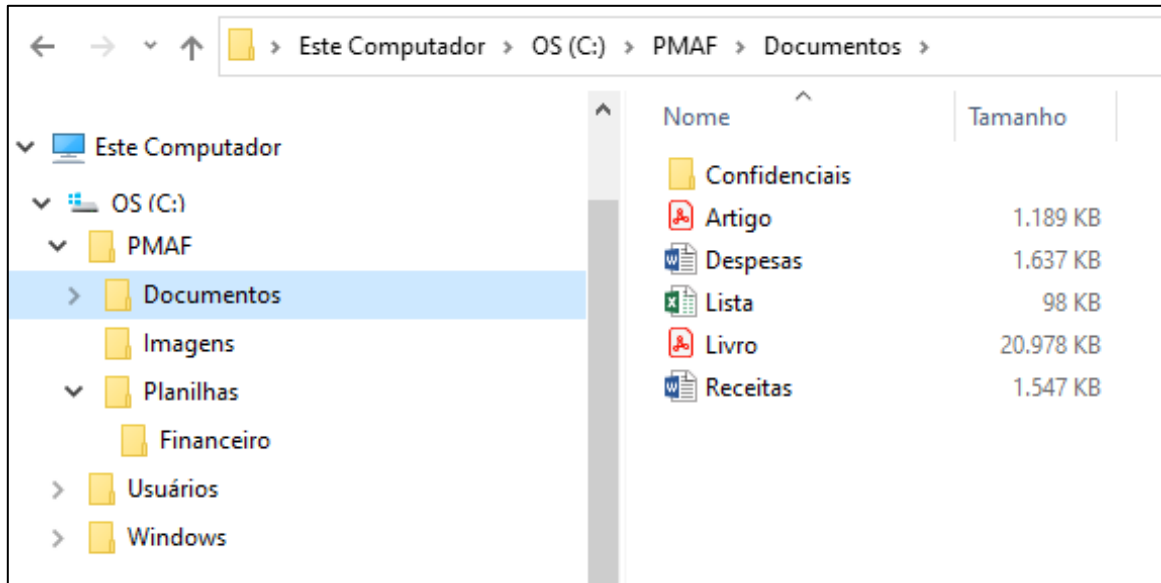 Este Computador > OS (C:) > PMAF > Documentos >
Este Computador
OS (C:)
PMAF
Documentos
Imagens
Planilhas
Financeiro
Usuários
Windows
Nome Tamanho
Confidenciais
Artigo 1.189 KB
Despesas 1.637 KB
Lista 98 KB
Livro 20.978 KB
Receitas 1.547 KB